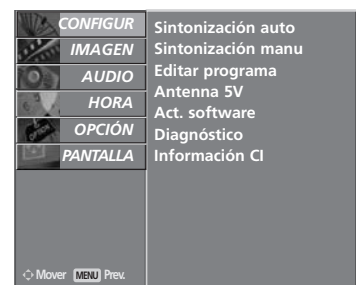 CONFIGUR
IMAGEN
AUDIO
HORA
OPCIÓN
PANTALLA
Sintonización auto
Sintonización manu
Editar programa
Antenna 5V
Act. software
Diagnóstico
Información CI
Mover MENU Prev.